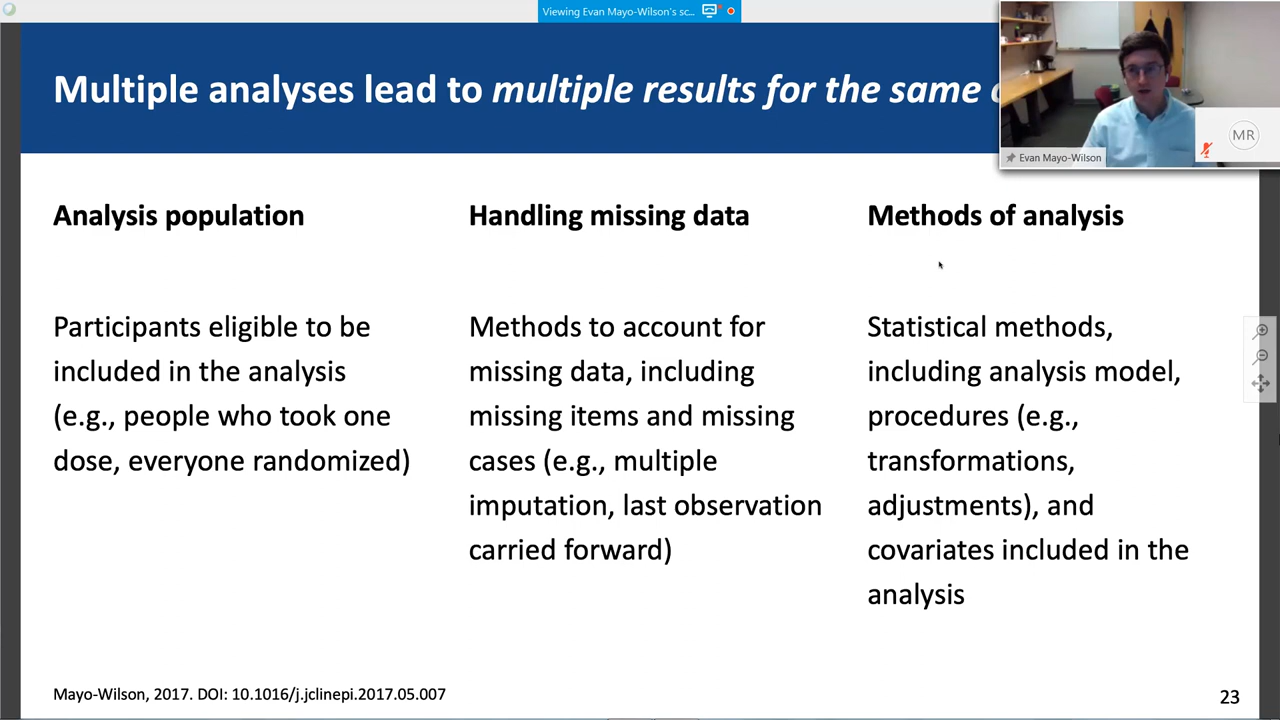 Viewing Evan Mayo-Wilson's sc...
Multiple analyses lead to multiple results for the same
MR
Evan Mayo-Wilson
Analysis population
Handling missing data
Methods of analysis
Participants eligible to be
included in the analysis
(e.g., people who took one
dose, everyone randomized)
Methods to account for
missing data, including
missing items and missing
cases (e.g., multiple
imputation, last observation
carried forward)
Statistical methods,
including analysis model,
procedures (e.g.,
transformations,
adjustments), and
covariates included in the
analysis
Mayo-Wilson, 2017. DOI: 10.1016/j.jclinepi.2017.05.007
23